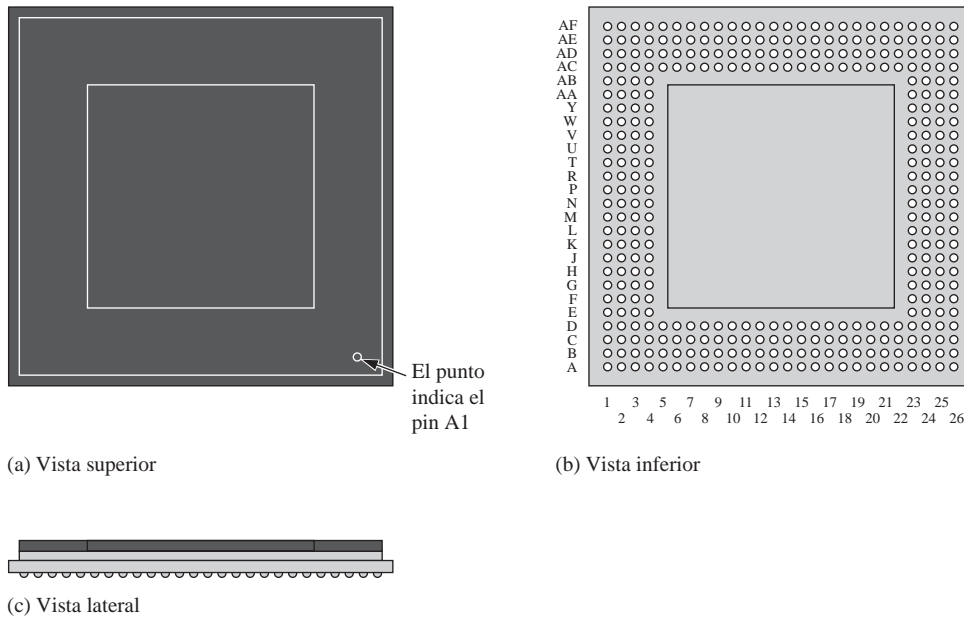 El punto
indica el
pin A1
(a) Vista superior
AF
AE
AD
AC
AB
AA
Y
W
V
U
T
R
P
N
M
L
K
J
H
G
F
E
D
C
B
A
1 3 5 7 9 11 13 15 17 19 21 23 25
2 4 6 8 10 12 14 16 18 20 22 24 26
(b) Vista inferior
(c) Vista lateral